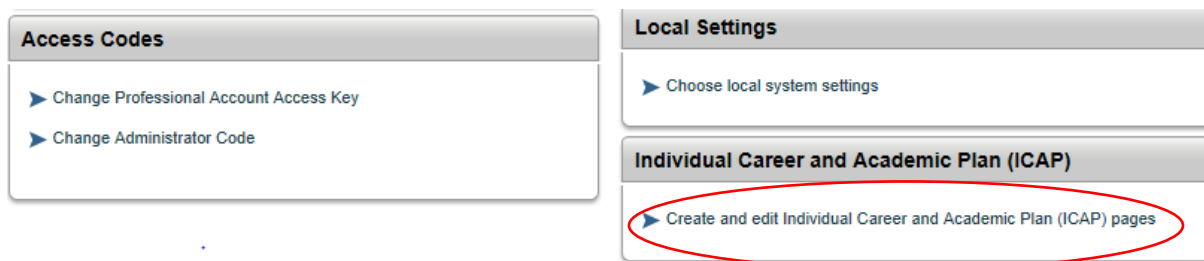 Access Codes
Change Professional Account Access Key
Change Administrator Code
Local Settings
Choose local system settings
Individual Career and Academic Plan (ICAP)
Create and edit Individual Career and Academic Plan (ICAP) pages